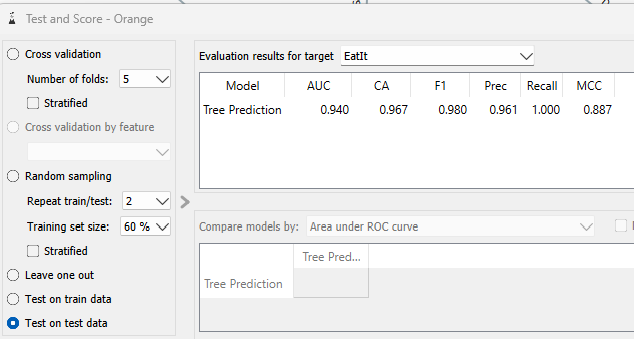 Test and Score - Orange
Cross validation
Number of folds: 5
Stratified
Cross validation by feature
Random sampling
Repeat train/test: 2
Training set size: 60 %
Stratified
Leave one out
Test on train data
Test on test data
Evaluation results for target EatIt
Model AUC CA F1 Prec Recall MCC
Tree Prediction 0.940 0.967 0.980 0.961 1.000 0.887
Compare models by: Area under ROC curve
Tree Pred...
Tree Prediction